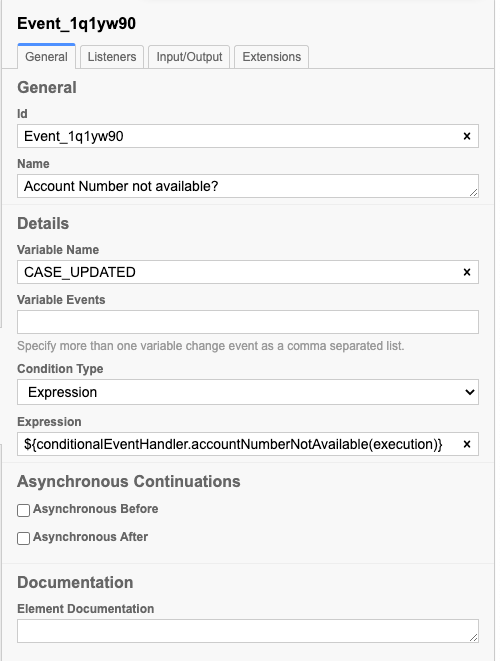 Event_1q1yw90
General Listeners Input/Output Extensions
General
Id
Event_1q1yw90 ×
Name
Account Number not available?
Details
Variable Name
CASE_UPDATED ×
Variable Events
Specify more than one variable change event as a comma separated list.
Condition Type
Expression
Expression
${conditionalEventHandler.accountNumberNotAvailable(execution)} ×
Asynchronous Continuations
Asynchronous Before
Asynchronous After
Documentation
Element Documentation